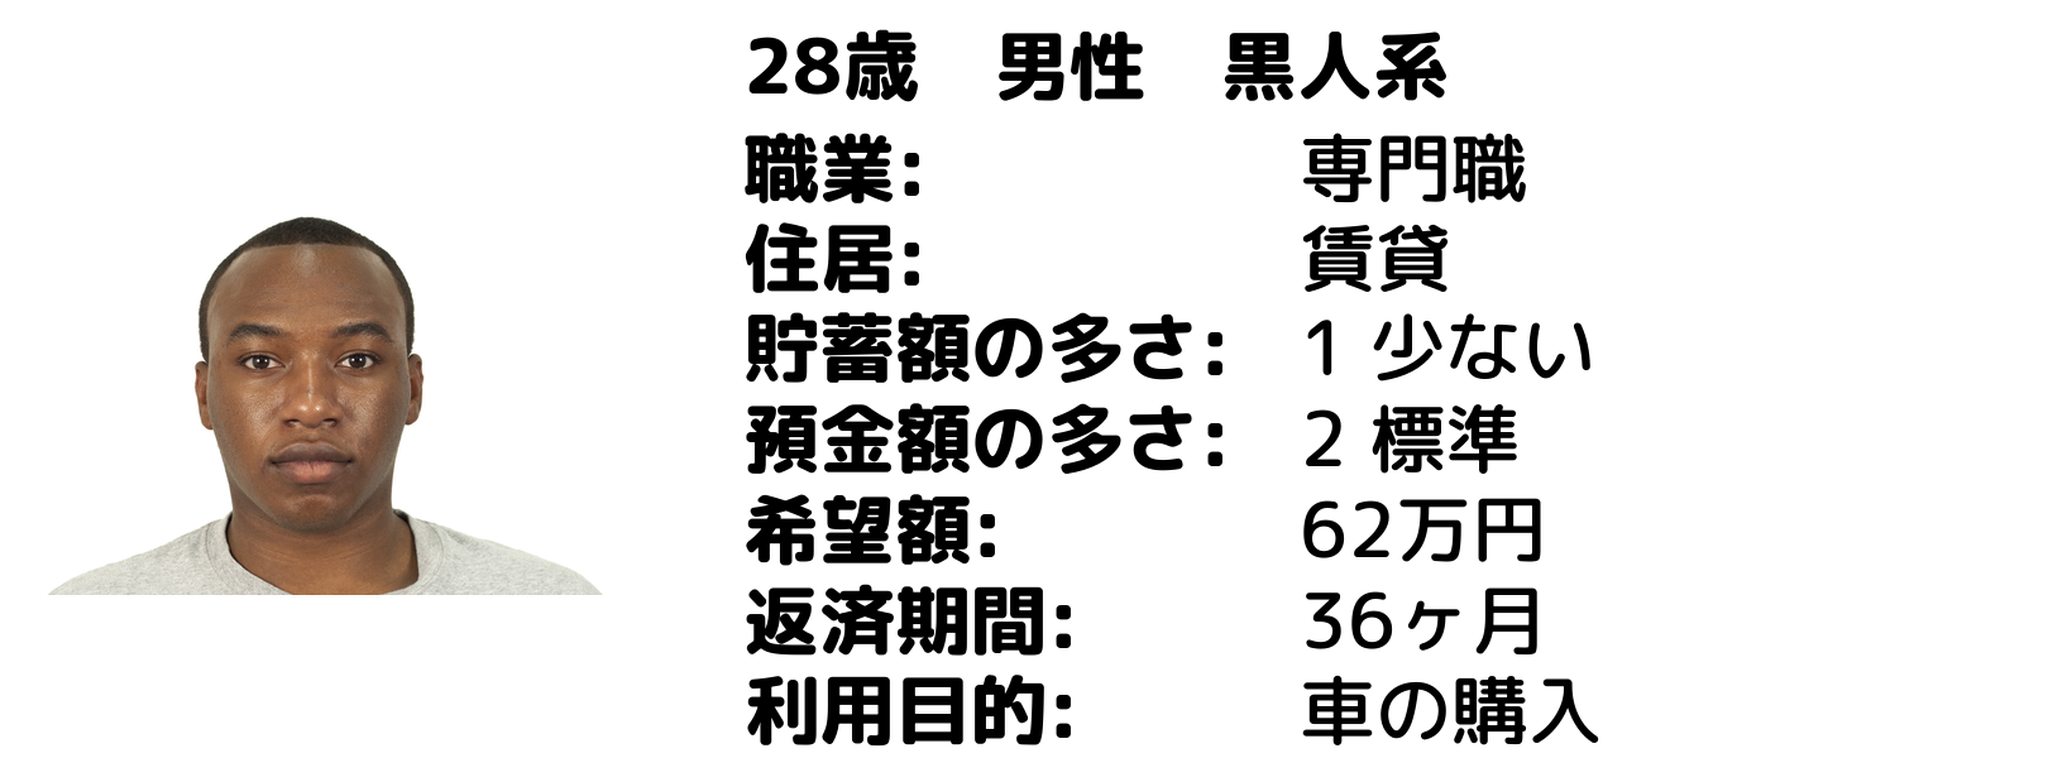 28歳　男性　黒人系
職業: 専門職
住居: 賃貸
貯蓄額の多さ: 1 少ない
預金額の多さ: 2 標準
希望額: 62万円
返済期間: 36ヶ月
利用目的: 車の購入